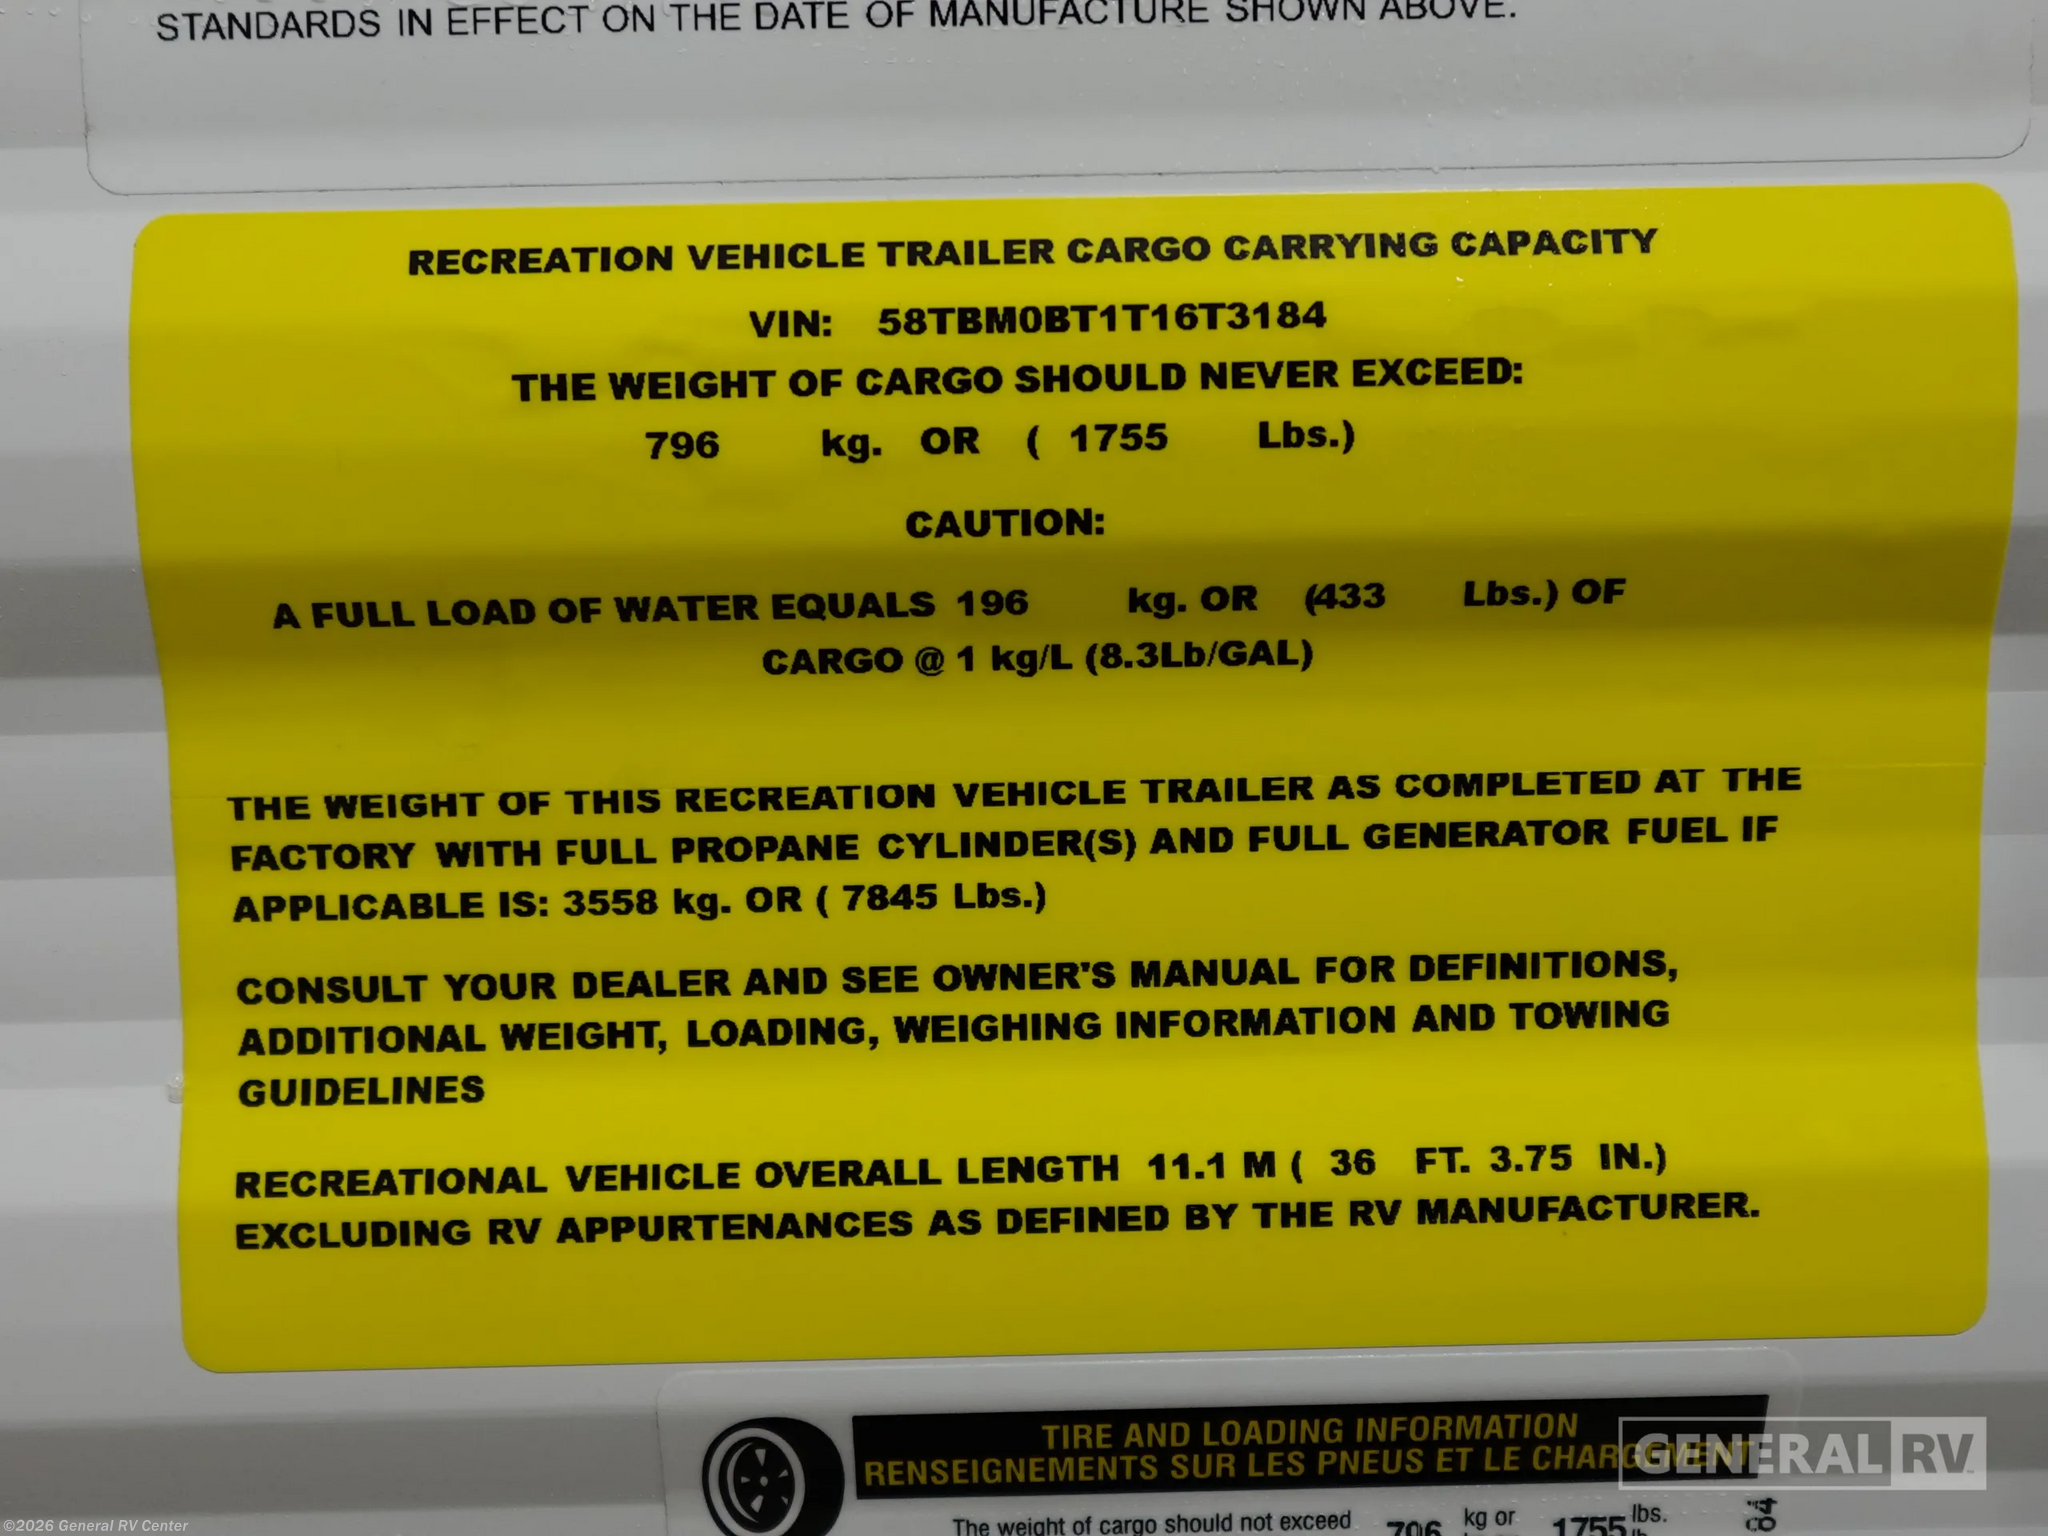 STANDARDS IN EFFECT ON THE DATE OF MANUFACTURE SHOWN ABOVE.
RECREATION VEHICLE TRAILER CARGO CARRYING CAPACITY
VIN: 58TBM0BT1T16T3184
THE WEIGHT OF CARGO SHOULD NEVER EXCEED:
796 kg. OR ( 1755 Lbs.)
CAUTION:
A FULL LOAD OF WATER EQUALS 196 kg. OR (433 Lbs.) OF
CARGO @ 1 kg/L (8.3Lb/GAL)
THE WEIGHT OF THIS RECREATION VEHICLE TRAILER AS COMPLETED AT THE
FACTORY WITH FULL PROPANE CYLINDER(S) AND FULL GENERATOR FUEL IF
APPLICABLE IS: 3558 kg. OR ( 7845 Lbs.)
CONSULT YOUR DEALER AND SEE OWNER'S MANUAL FOR DEFINITIONS,
ADDITIONAL WEIGHT, LOADING, WEIGHING INFORMATION AND TOWING
GUIDELINES
RECREATIONAL VEHICLE OVERALL LENGTH 11.1 M ( 36 FT. 3.75 IN.)
EXCLUDING RV APPURTENANCES AS DEFINED BY THE RV MANUFACTURER.
TIRE AND LOADING INFORMATION
RENSEIGNEMENTS SUR LES PNEUS ET LE CHARGEMENT
GENERAL RV
The weight of cargo should not exceed 796 kg or 1755 lbs.
©2026 General RV Center